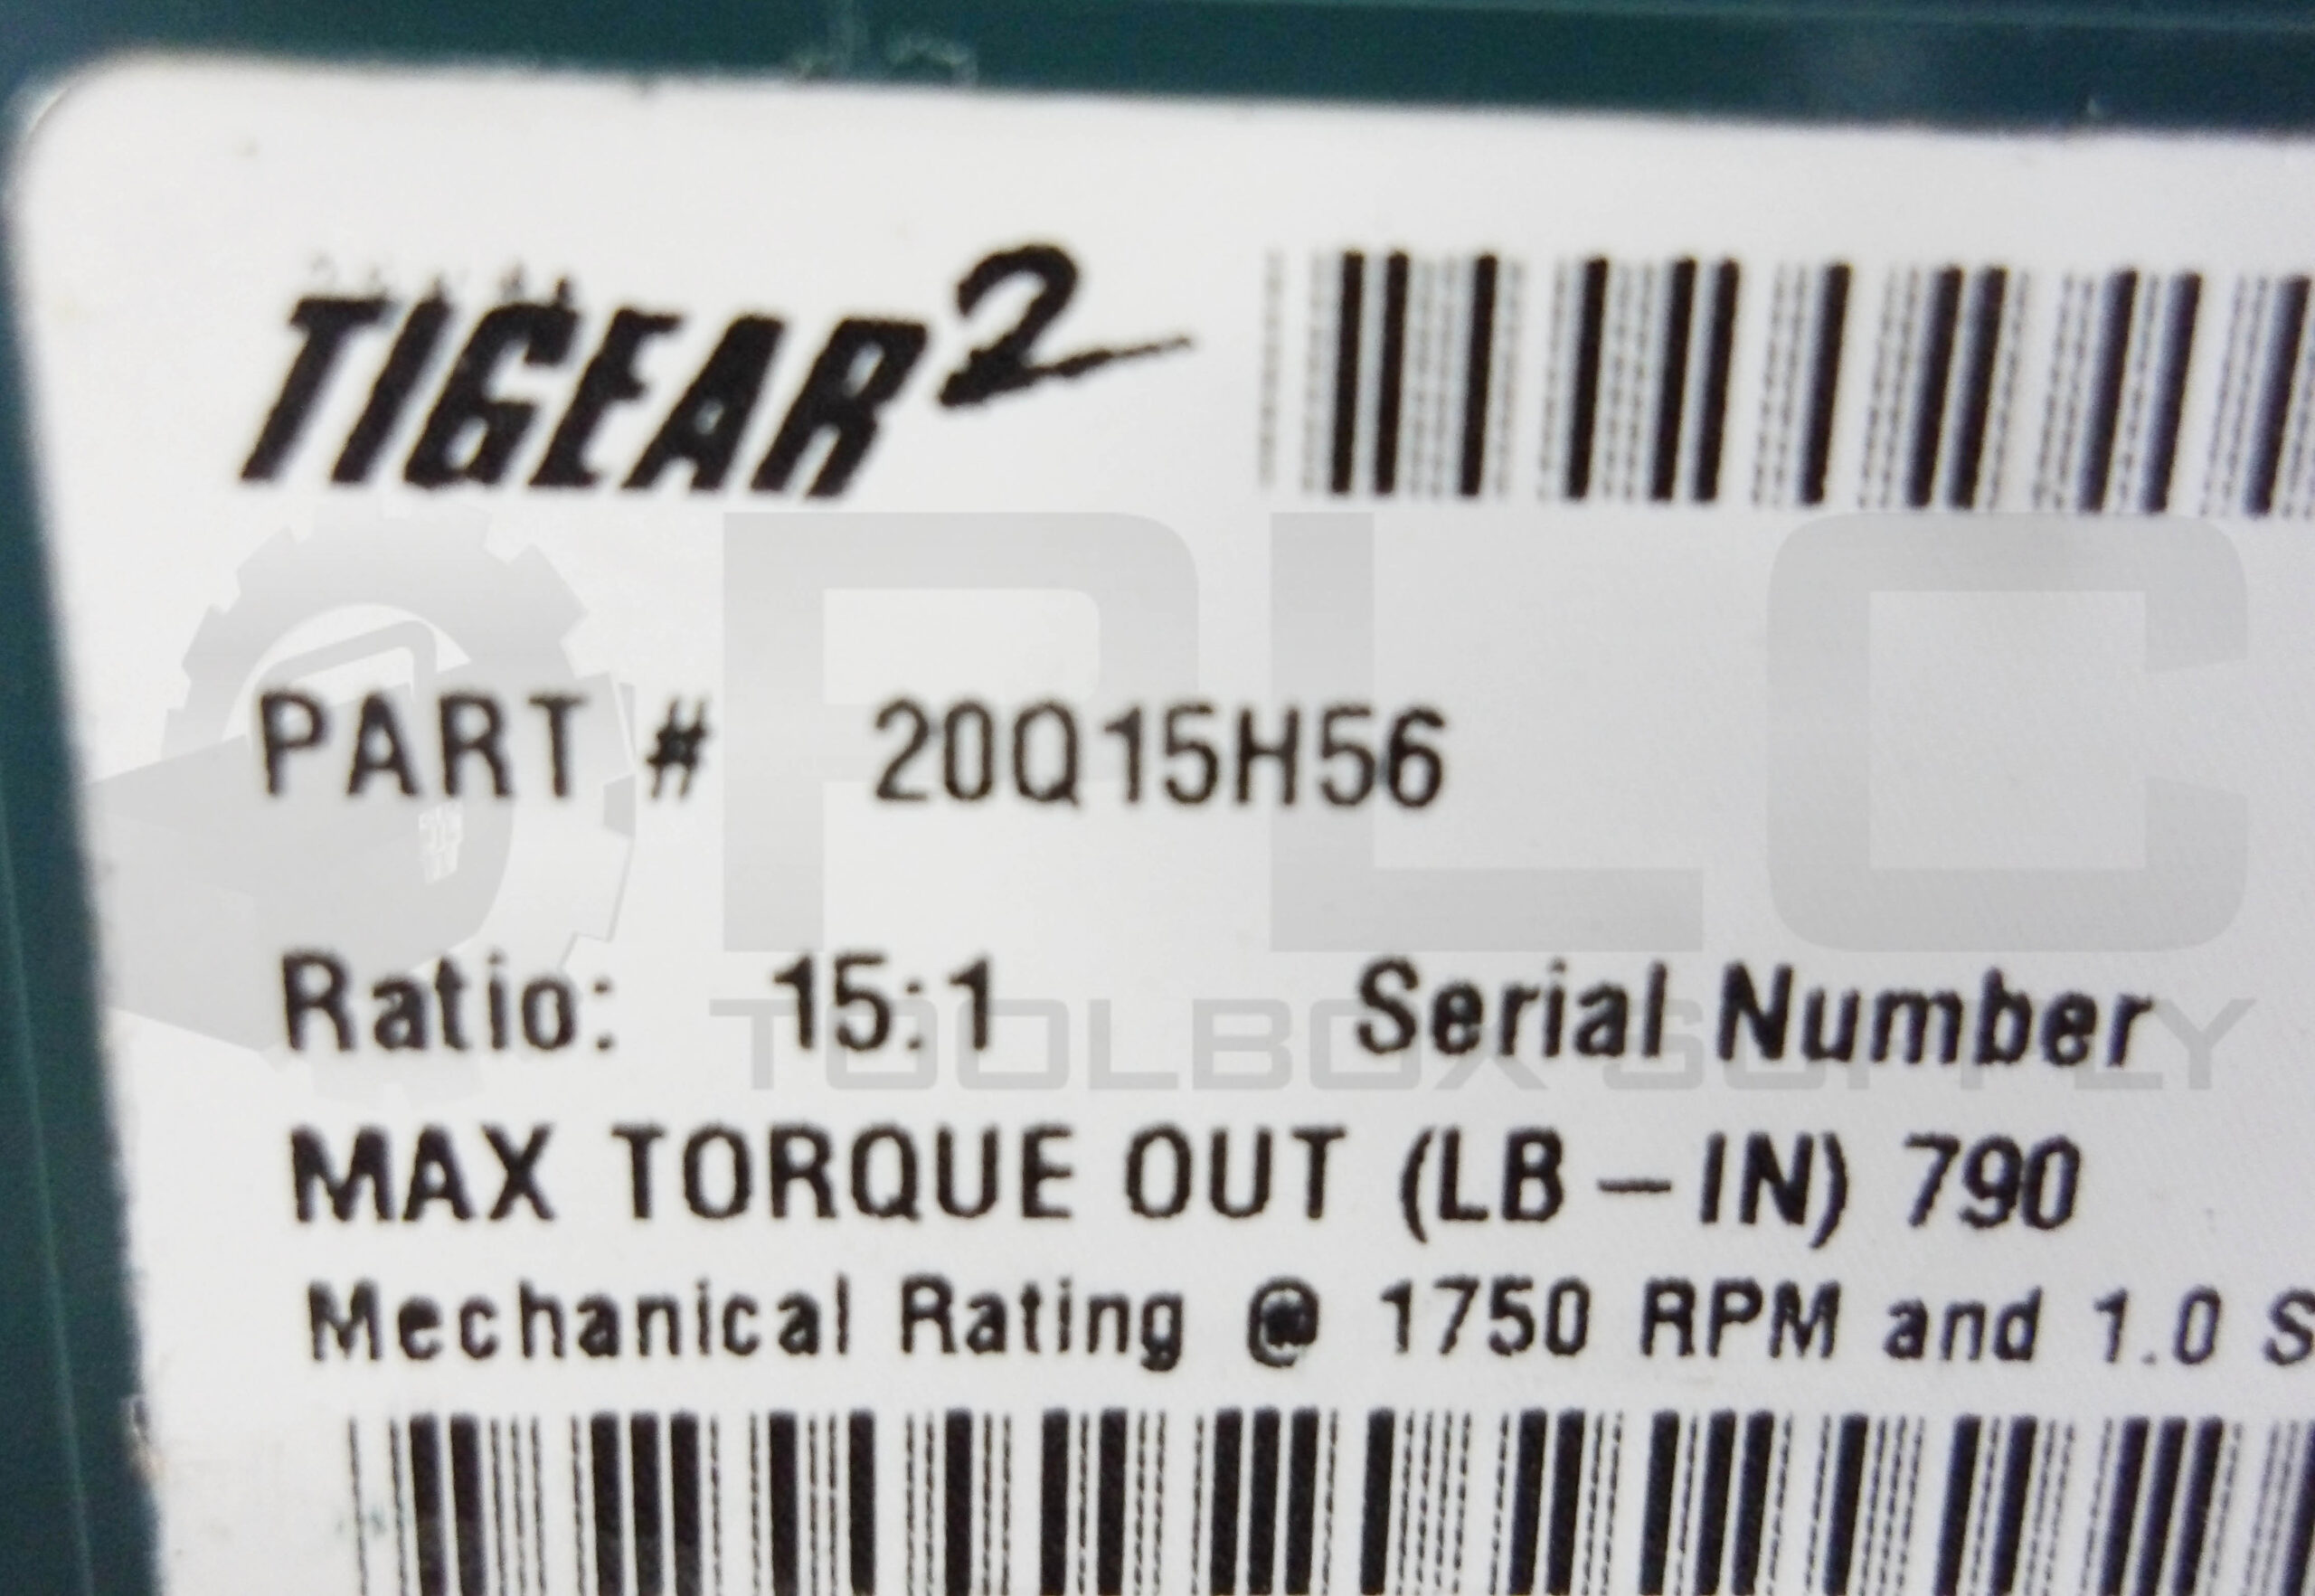 TIGEAR2
PART # 20Q15H56
PLC
Ratio: 15:1 Serial Number
TOOLBOX SUPPLY
MAX TORQUE OUT (LB-IN) 790
Mechanical Rating @ 1750 RPM and 1.0 S